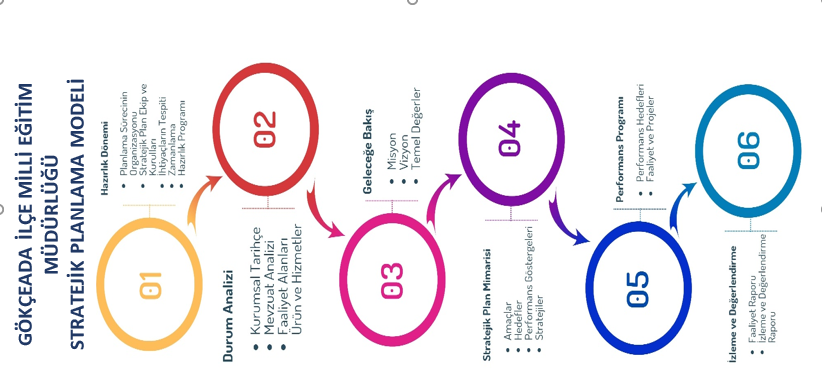 GÖKÇEADA İLÇE MİLLİ EĞİTİM
MÜDÜRLÜĞÜ
STRATEJİK PLANLAMA MODELİ
01
Hazırlık Dönemi
• Planlama Sürecinin
Organizasyonu
• Stratejik Plan Ekip ve
Kurulları
• İhtiyaçların Tespiti
• Zamanlama
• Hazırlık Programı
02
Durum Analizi
• Kurumsal Tarihçe
• Mevzuat Analizi
• Faaliyet Alanları
Ürün ve Hizmetler
03
Geleceğe Bakış
• Misyon
• Vizyon
• Temel Değerler
04
Stratejik Plan Mimarisi
• Amaçlar
• Hedefler
• Performans Göstergeleri
• Stratejiler
05
Performans Programı
• Performans Hedefleri
• Faaliyet ve Projeler
06
İzleme ve Değerlendirme
• Faaliyet Raporu
• İzleme ve Değerlendirme
Raporu